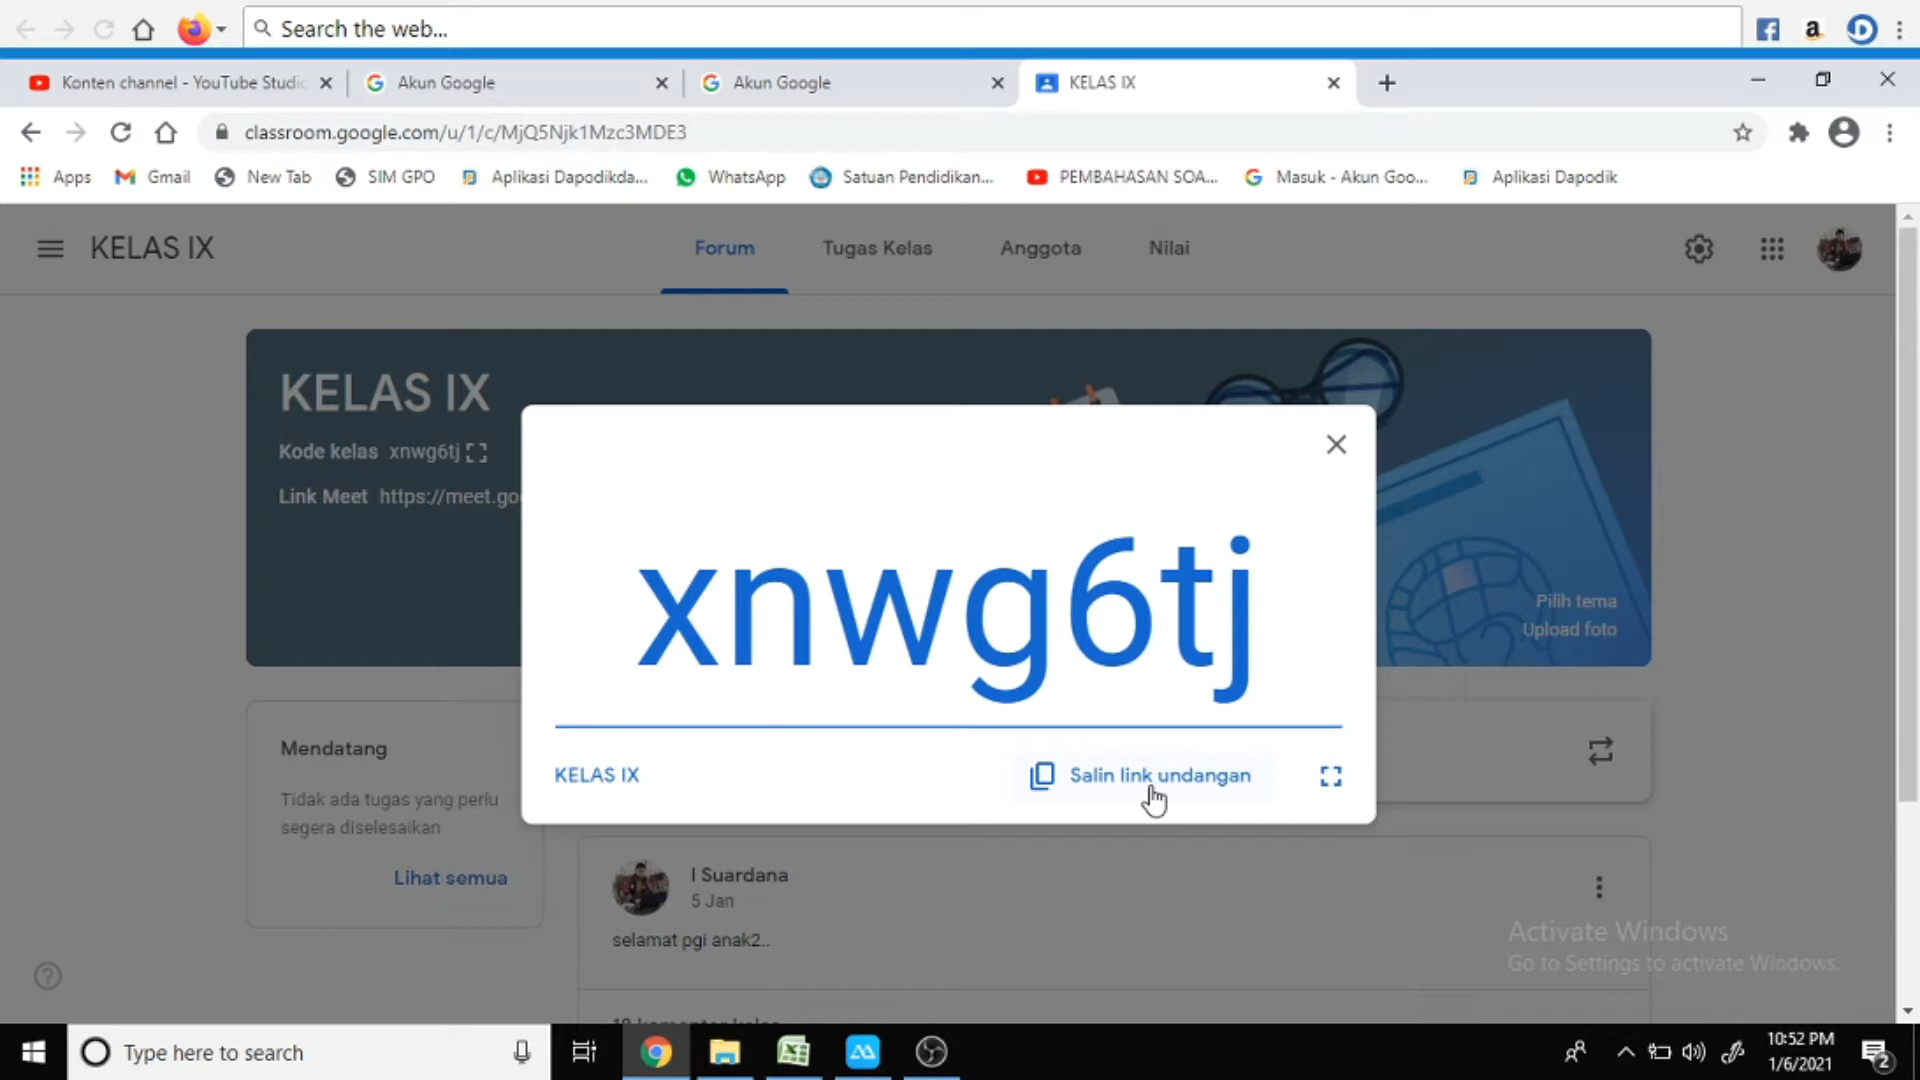 Search the web...
Konten channel - YouTube Studio
Akun Google
Akun Google
KELAS IX
classroom.google.com/u/1/c/MjQ5Njk1Mzc3MDE3
Apps
Gmail
New Tab
SIM GPO
Aplikasi Dapodikda...
WhatsApp
Satuan Pendidikan...
PEMBAHASAN SOA...
Masuk - Akun Goo...
Aplikasi Dapodik
KELAS IX
Forum
Tugas Kelas
Anggota
Nilai
KELAS IX
Kode kelas xnwg6tj
Link Meet https://meet.go
Pilih tema
Upload foto
xnwg6tj
KELAS IX
Salin link undangan
Mendatang
Tidak ada tugas yang perlu
segera diselesaikan
Lihat semua
I Suardana
5 Jan
selamat pgi anak2..
Activate Windows
Go to Settings to activate Windows.
Type here to search
10:52 PM
1/6/2021
2